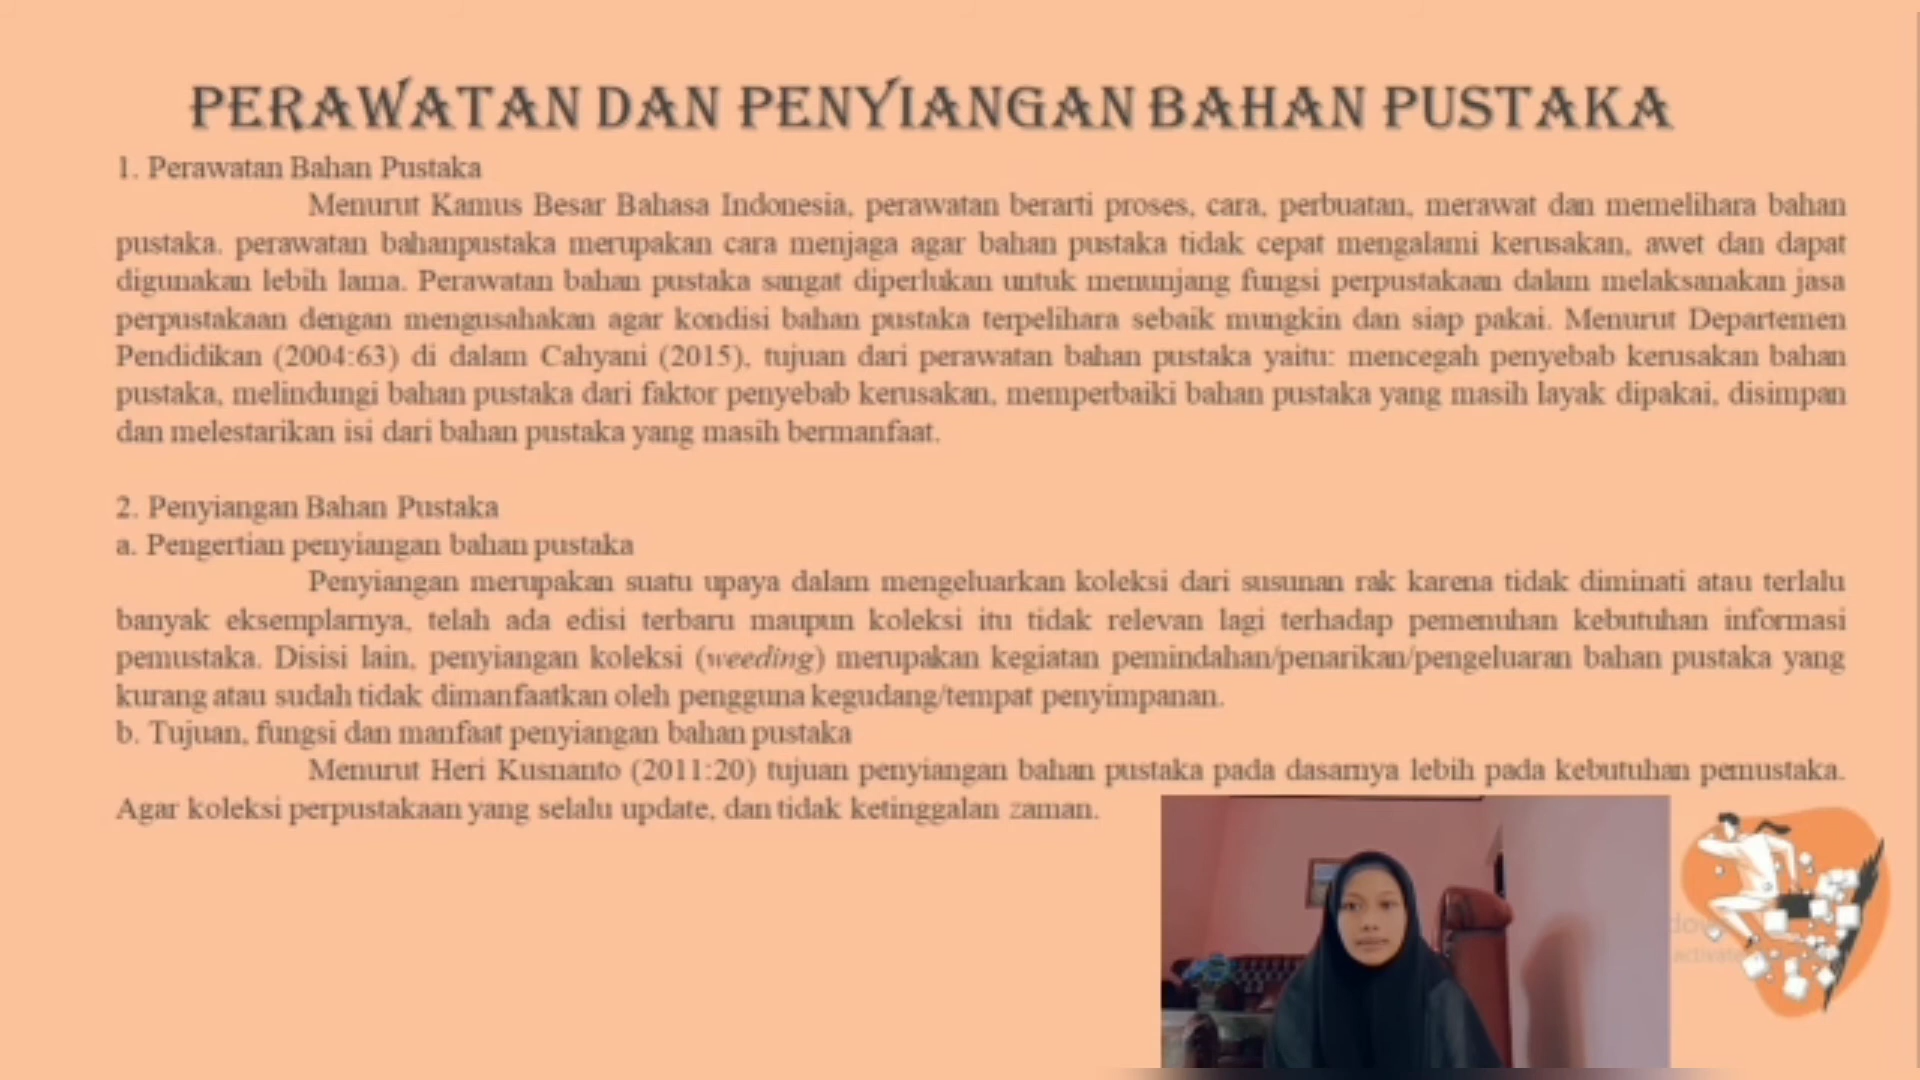 PERAWATAN DAN PENYIANGAN BAHAN PUSTAKA
1. Perawatan Bahan Pustaka
Menurut Kamus Besar Bahasa Indonesia, perawatan berarti proses, cara, perbuatan, merawat dan memelihara bahan
pustaka. perawatan bahanpustaka merupakan cara menjaga agar bahan pustaka tidak cepat mengalami kerusakan, awet dan dapat
digunakan lebih lama. Perawatan bahan pustaka sangat diperlukan untuk menunjang fungsi perpustakaan dalam melaksanakan jasa
perpustakaan dengan mengusahakan agar kondisi bahan pustaka terpelihara sebaik mungkin dan siap pakai. Menurut Departemen
Pendidikan (2004:63) di dalam Cahyani (2015), tujuan dari perawatan bahan pustaka yaitu: mencegah penyebab kerusakan bahan
pustaka, melindungi bahan pustaka dari faktor penyebab kerusakan, memperbaiki bahan pustaka yang masih layak dipakai, disimpan
dan melestarikan isi dari bahan pustaka yang masih bermanfaat.
2. Penyiangan Bahan Pustaka
a. Pengertian penyiangan bahan pustaka
Penyiangan merupakan suatu upaya dalam mengeluarkan koleksi dari susunan rak karena tidak diminati atau terlalu
banyak eksemplarnya, telah ada edisi terbaru maupun koleksi itu tidak relevan lagi terhadap pemenuhan kebutuhan informasi
pemustaka. Disisi lain, penyiangan koleksi (weeding) merupakan kegiatan pemindahan/penarikan/pengeluaran bahan pustaka yang
kurang atau sudah tidak dimanfaatkan oleh pengguna kegudang/tempat penyimpanan.
b. Tujuan, fungsi dan manfaat penyiangan bahan pustaka
Menurut Heri Kusnanto (2011:20) tujuan penyiangan bahan pustaka pada dasarnya lebih pada kebutuhan pemustaka.
Agar koleksi perpustakaan yang selalu update, dan tidak ketinggalan zaman.